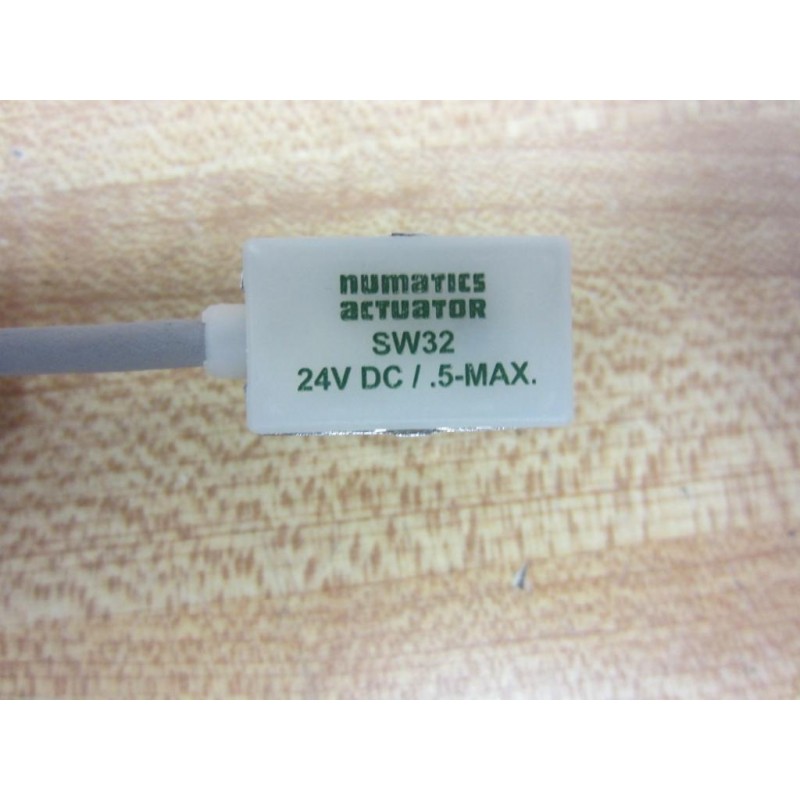 numatics
actuator
SW32
24V DC / .5-MAX.